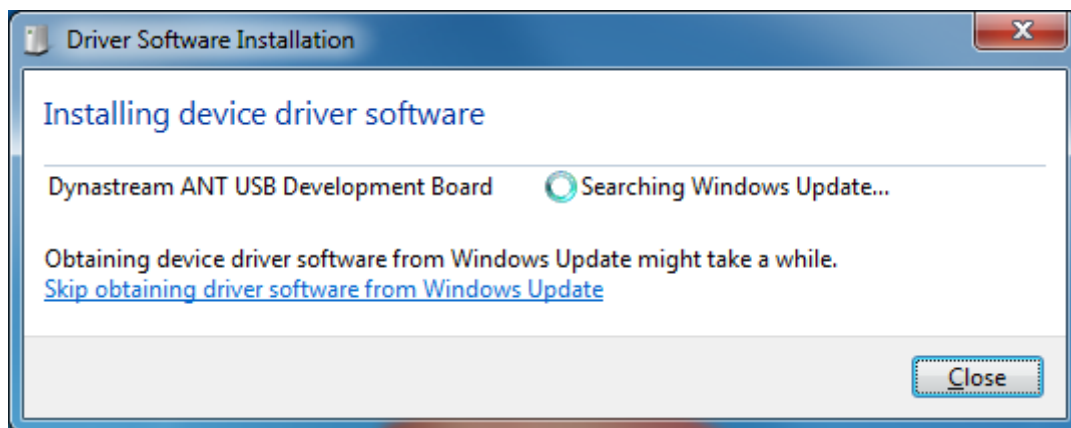 Driver Software Installation
Installing device driver software
Dynastream ANT USB Development Board Searching Windows Update...
Obtaining device driver software from Windows Update might take a while.
Skip obtaining driver software from Windows Update
Close